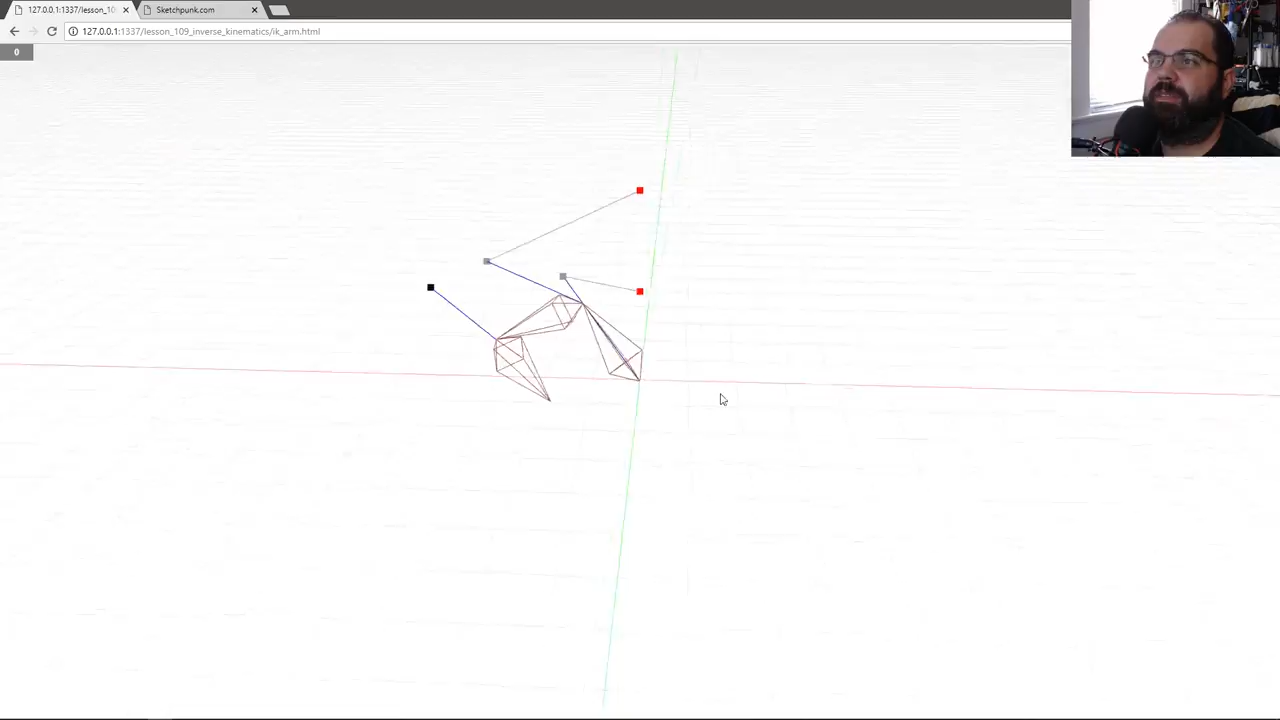 127.0.0.1:1337/lesson_10
Sketchpunk.com
127.0.0.1:1337/lesson_109_inverse_kinematics/ik_arm.html
0